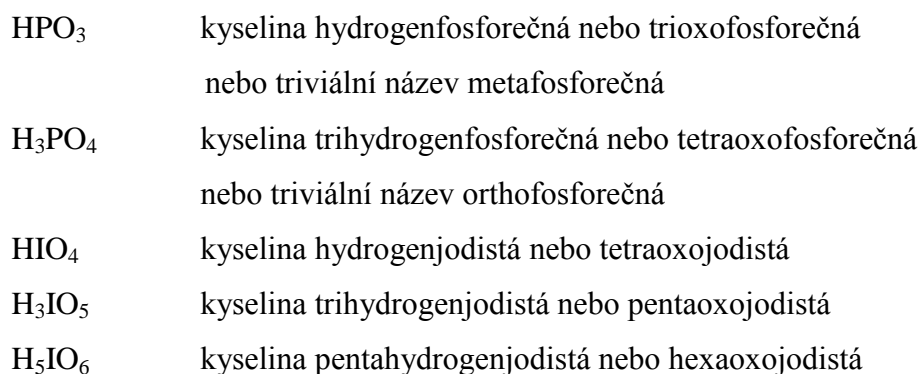 HPO₃ kyselina hydrogenfosforečná nebo trioxofosforečná
nebo triviální název metafosforečná
H₃PO₄ kyselina trihydrogenfosforečná nebo tetraoxofosforečná
nebo triviální název orthofosforečná
HIO₄ kyselina hydrogenjodistá nebo tetraoxojodistá
H₃IO₅ kyselina trihydrogenjodistá nebo pentaoxojodistá
H₅IO₆ kyselina pentahydrogenjodistá nebo hexaoxojodistá